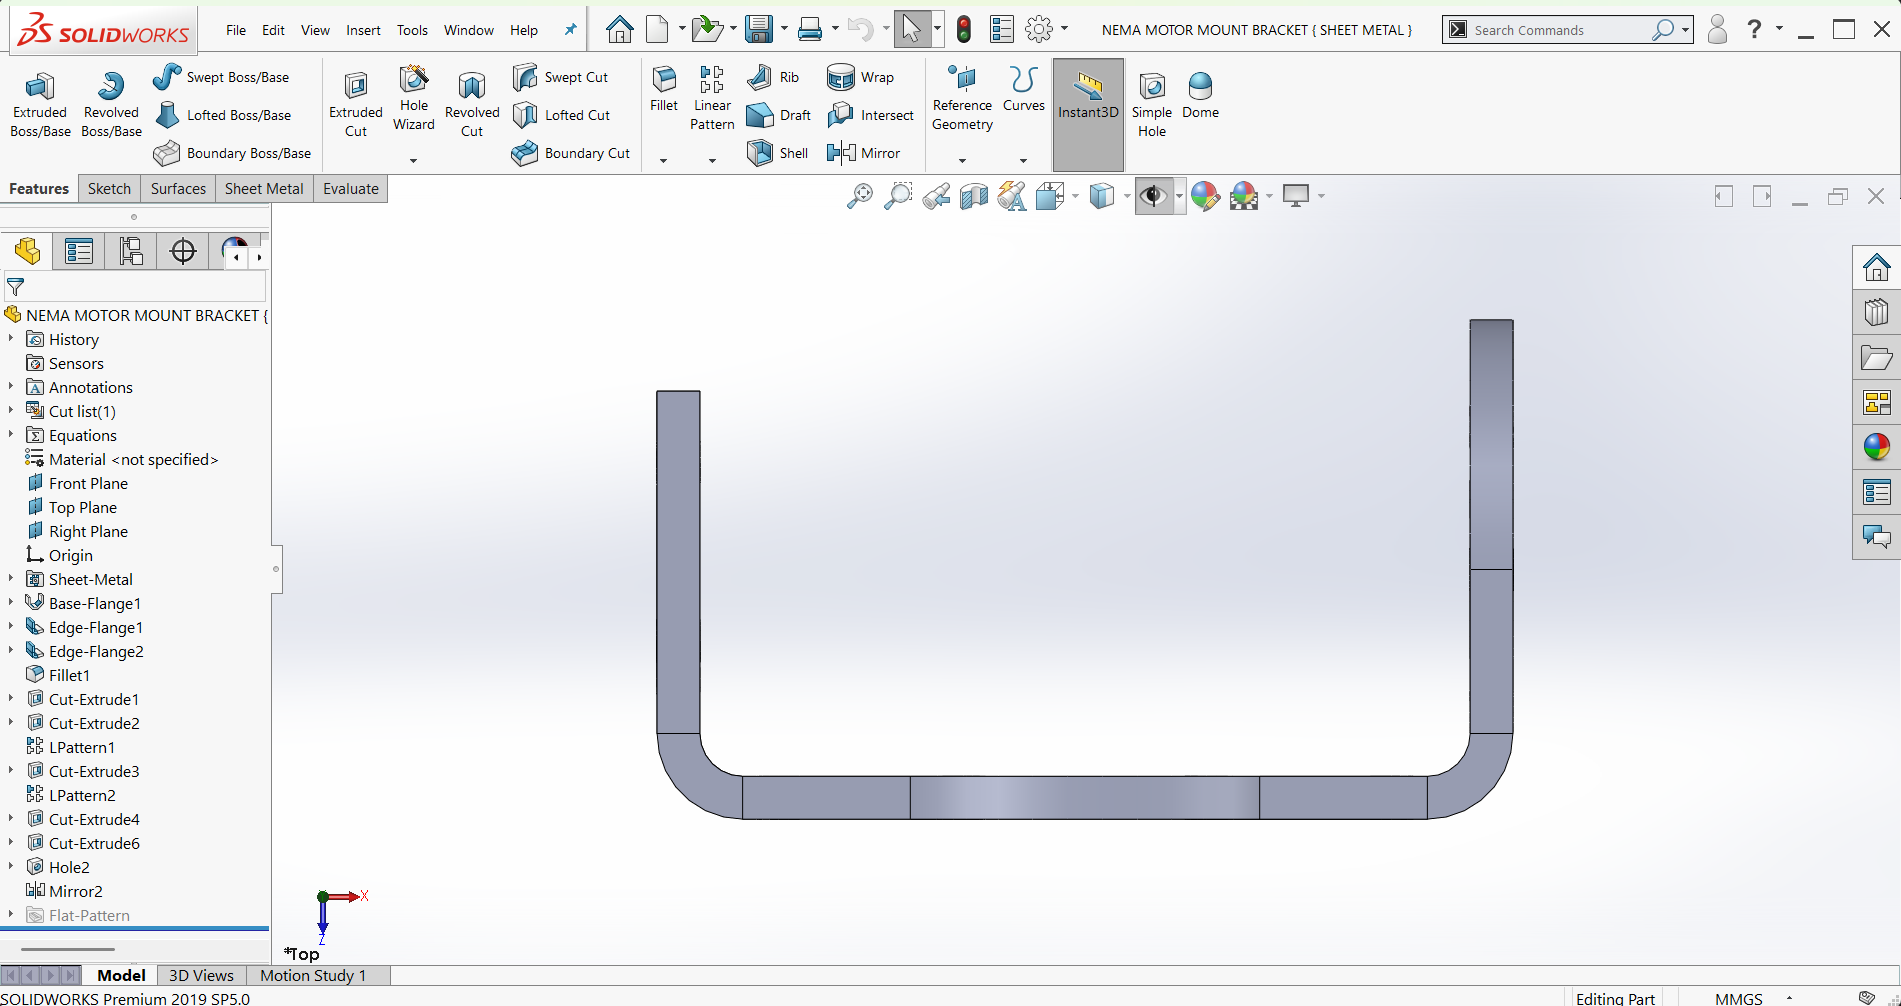 SOLIDWORKS File Edit View Insert Tools Window Help NEMA MOTOR MOUNT BRACKET { SHEET METAL } Search Commands ?
Extruded Boss/Base
Revolved Boss/Base
Swept Boss/Base
Lofted Boss/Base
Boundary Boss/Base
Extruded Cut
Hole Wizard
Revolved Cut
Swept Cut
Lofted Cut
Boundary Cut
Fillet
Linear Pattern
Rib
Draft
Shell
Wrap
Intersect
Mirror
Reference Geometry
Curves
Instant3D
Simple Hole
Dome
Features Sketch Surfaces Sheet Metal Evaluate
NEMA MOTOR MOUNT BRACKET {
History
Sensors
Annotations
Cut list(1)
Equations
Material <not specified>
Front Plane
Top Plane
Right Plane
Origin
Sheet-Metal
Base-Flange1
Edge-Flange1
Edge-Flange2
Fillet1
Cut-Extrude1
Cut-Extrude2
LPattern1
Cut-Extrude3
LPattern2
Cut-Extrude4
Cut-Extrude6
Hole2
Mirror2
Flat-Pattern
X
Z
*Top
Model 3D Views Motion Study 1
SOLIDWORKS Premium 2019 SP5.0 Editing Part MMGS